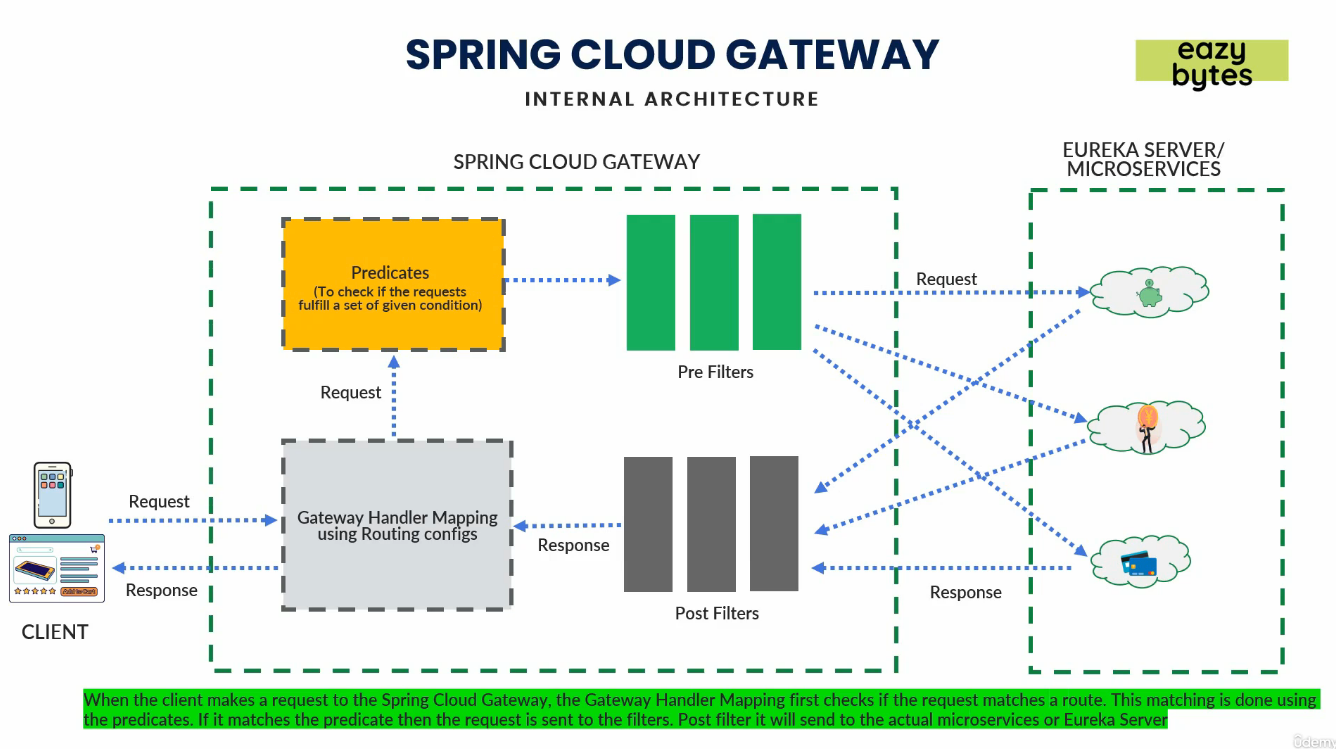 SPRING CLOUD GATEWAY
eazy
bytes
INTERNAL ARCHITECTURE
SPRING CLOUD GATEWAY
EUREKA SERVER/
MICROSERVICES
Predicates
(To check if the requests
fulfill a set of given condition)
Request
Pre Filters
Request
Gateway Handler Mapping
using Routing configs
Request
Response
Response
Response
Post Filters
CLIENT
Add to Cart
When the client makes a request to the Spring Cloud Gateway, the Gateway Handler Mapping first checks if the request matches a route. This matching is done using
the predicates. If it matches the predicate then the request is sent to the filters. Post filter it will send to the actual microservices or Eureka Server
ûdemy